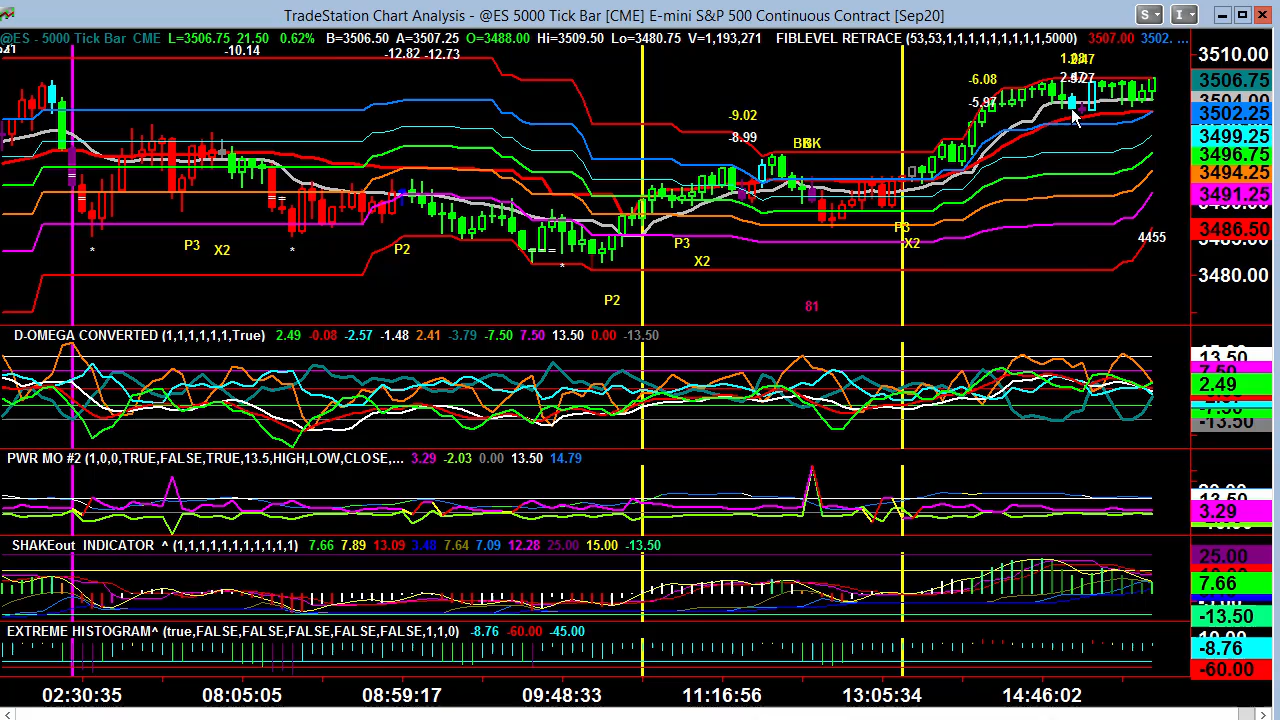 TradeStation Chart Analysis - @ES 5000 Tick Bar [CME] E-mini S&P 500 Continuous Contract [Sep20]
S I
@ES - 5000 Tick Bar CME L=3506.75 21.50 0.62% B=3506.50 A=3507.25 O=3488.00 Hi=3509.50 Lo=3480.75 V=1,193,271 FIBLEVEL RETRACE (53,53,1,1,1,1,1,1,1,1,1,5000) 3507.00 3502. ...
-10.14 -12.82 -12.73
3510.00
-6.08
-5.97
3506.75
3502.25
-9.02
-8.99
3499.25
3496.75
3494.25
3491.25
3486.50
3480.00
4455
P3 X2 P2 P2 P3 X2 P3 X2
* * *
81
D-OMEGA CONVERTED (1,1,1,1,1,1,True) 2.49 -0.08 -2.57 -1.48 2.41 -3.79 -7.50 7.50 13.50 0.00 -13.50
13.50
7.50
2.49
-13.50
PWR MO #2 (1,0,0,TRUE,FALSE,TRUE,13.5,HIGH,LOW,CLOSE,... 3.29 -2.03 0.00 13.50 14.79
13.50
3.29
SHAKEout INDICATOR ^ (1,1,1,1,1,1,1,1,1,1,1) 7.66 7.89 13.09 3.48 7.64 7.09 12.28 25.00 15.00 -13.50
25.00
7.66
-13.50
EXTREME HISTOGRAM^ (true,FALSE,FALSE,FALSE,FALSE,FALSE,1,1,0) -8.76 -60.00 -45.00
-8.76
-60.00
02:30:35 08:05:05 08:59:17 09:48:33 11:16:56 13:05:34 14:46:02